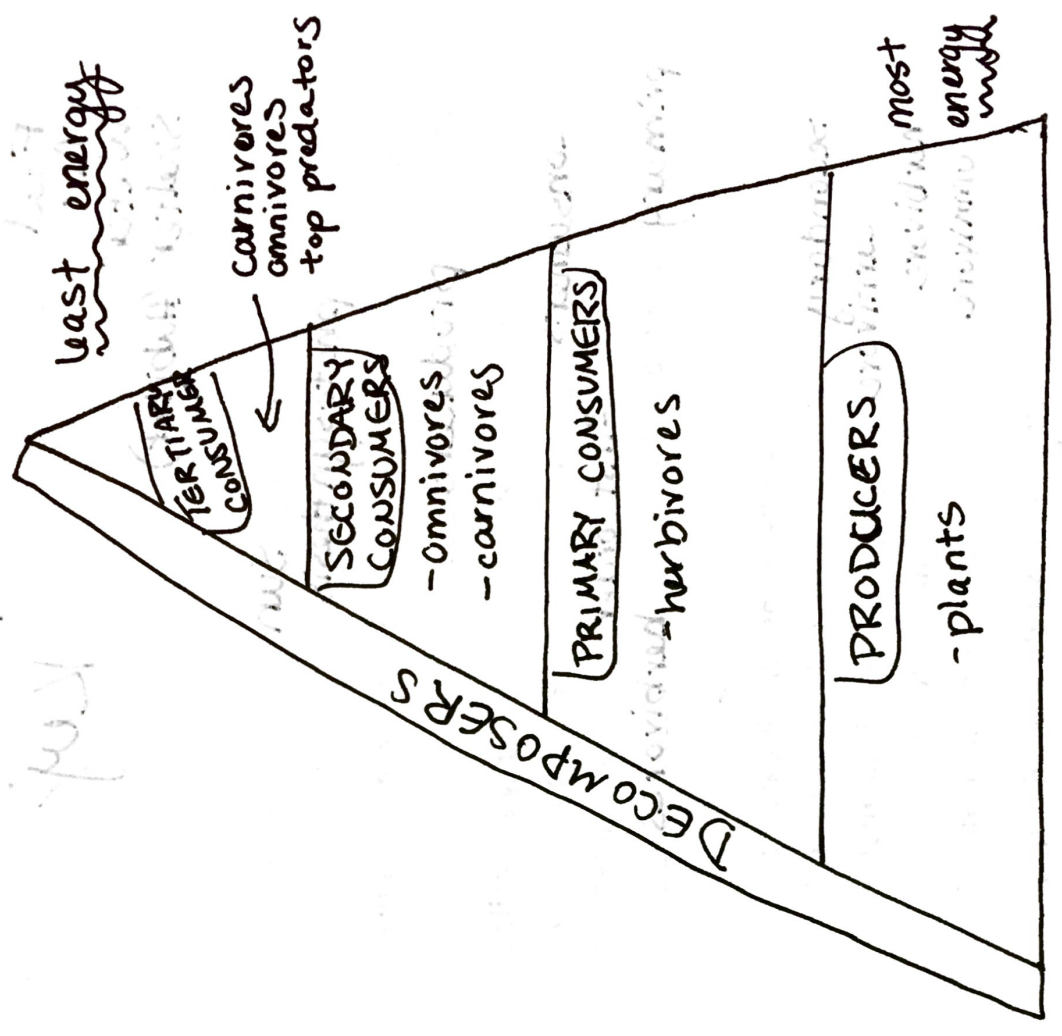 least energy
carnivores
omnivores
top predators
TERTIARY
CONSUMER
SECONDARY
CONSUMERS
-omnivores
-carnivores
PRIMARY CONSUMERS
-herbivores
PRODUCERS
-plants
most
energy
DECOMPOSERS